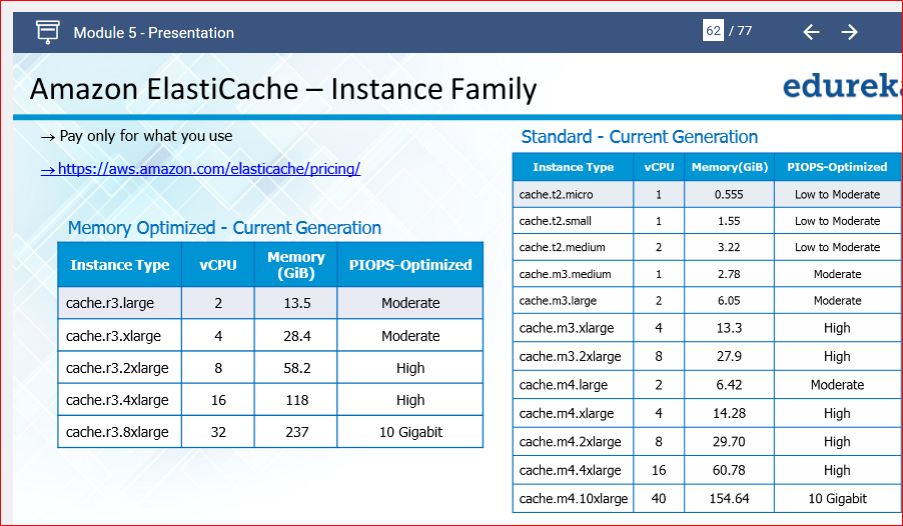 Module 5 - Presentation
62 / 77
Amazon ElastiCache – Instance Family
→ Pay only for what you use
→ https://aws.amazon.com/elasticache/pricing/
Memory Optimized - Current Generation
Instance Type vCPU Memory (GiB) PIOPS-Optimized
cache.r3.large 2 13.5 Moderate
cache.r3.xlarge 4 28.4 Moderate
cache.r3.2xlarge 8 58.2 High
cache.r3.4xlarge 16 118 High
cache.r3.8xlarge 32 237 10 Gigabit
Standard - Current Generation
Instance Type vCPU Memory(GiB) PIOPS-Optimized
cache.t2.micro 1 0.555 Low to Moderate
cache.t2.small 1 1.55 Low to Moderate
cache.t2.medium 2 3.22 Low to Moderate
cache.m3.medium 1 2.78 Moderate
cache.m3.large 2 6.05 Moderate
cache.m3.xlarge 4 13.3 High
cache.m3.2xlarge 8 27.9 High
cache.m4.large 2 6.42 Moderate
cache.m4.xlarge 4 14.28 High
cache.m4.2xlarge 8 29.70 High
cache.m4.4xlarge 16 60.78 High
cache.m4.10xlarge 40 154.64 10 Gigabit